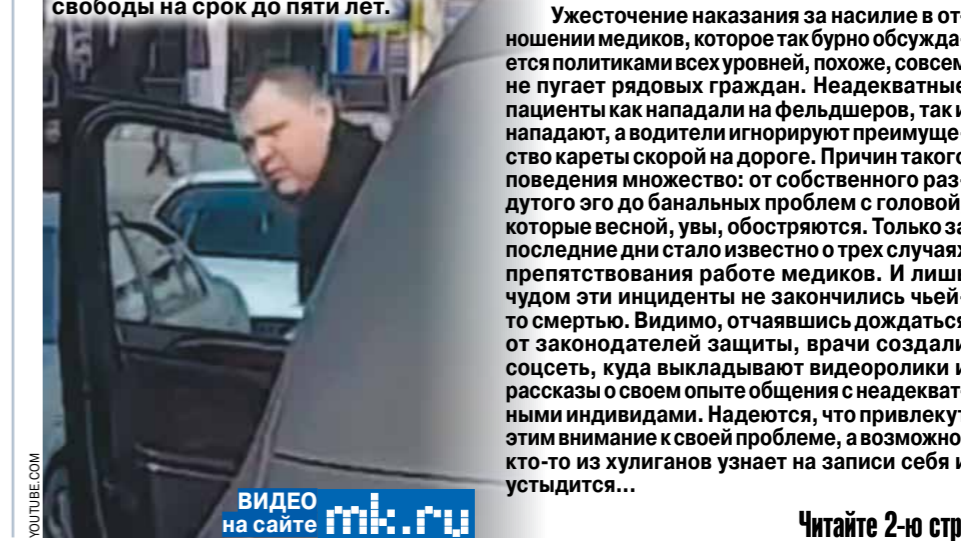 свободы на срок до пяти лет.
Ужесточение наказания за насилие в от-
ношении медиков, которое так бурно обсужда-
ется политиками всех уровней, похоже, совсем
не пугает рядовых граждан. Неадекватные
пациенты как нападали на фельдшеров, так и
нападают, а водители игнорируют преимуще-
ство кареты скорой на дороге. Причин такого
поведения множество: от собственного раз-
дутого эго до банальных проблем с головой,
которые весной, увы, обостряются. Только за
последние дни стало известно о трех случаях
препятствования работе медиков. И лишь
чудом эти инциденты не закончились чьей-
то смертью. Видимо, отчаявшись дождаться
от законодателей защиты, врачи создали
соцсеть, куда выкладывают видеоролики и
рассказы о своем опыте общения с неадекват-
ными индивидами. Надеются, что привлекут
этим внимание к своей проблеме, а возможно,
кто-то из хулиганов узнает на записи себя и
устыдится...
Читайте 2-ю стр
YOUTUBE.COM
ВИДЕО
на сайте mk.ru